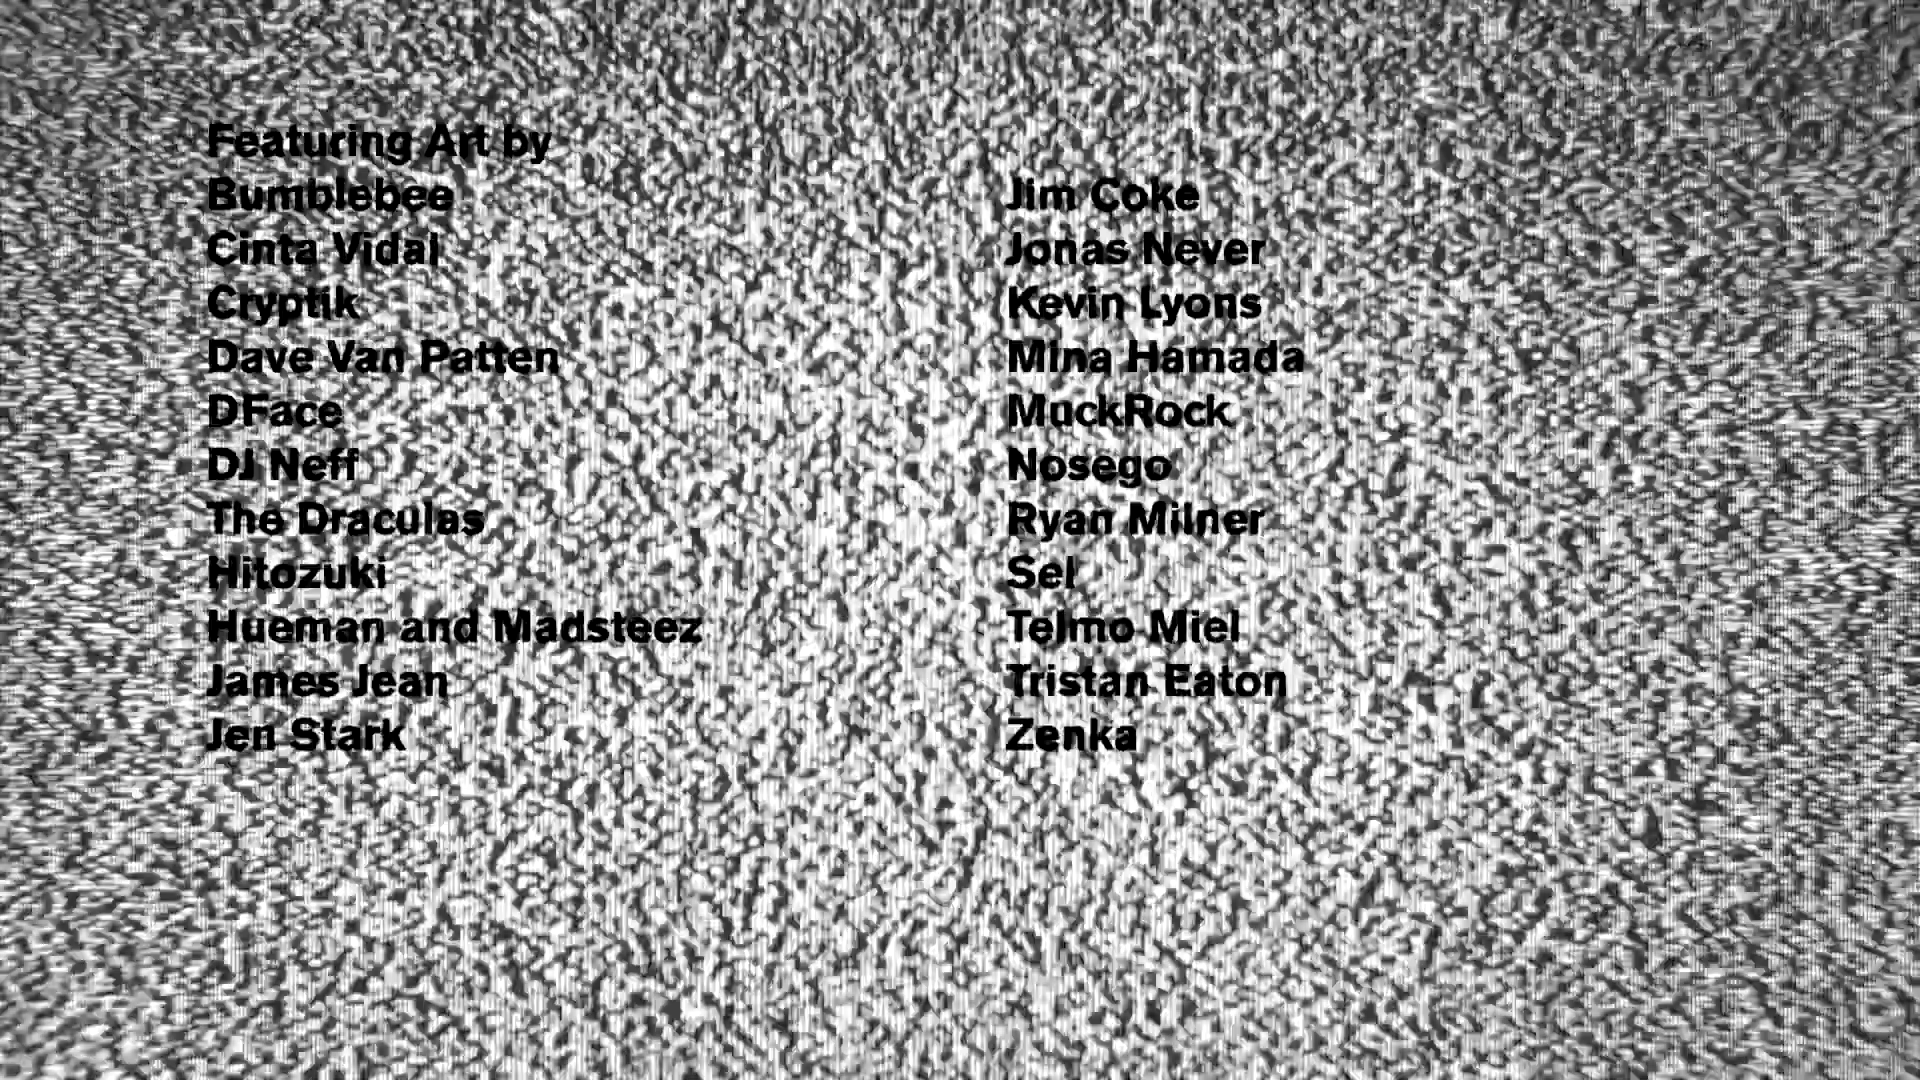 Featuring Art by
Bumblebee
Cinta Vidal
Cryptik
Dave Van Patten
DFace
DJ Neff
The Draculas
Hitozuki
Hueman and Madsteez
James Jean
Jen Stark
Jim Coke
Jonas Never
Kevin Lyons
Mina Hamada
MuckRock
Nosego
Ryan Milner
Sel
Telmo Miel
Tristan Eaton
Zenka